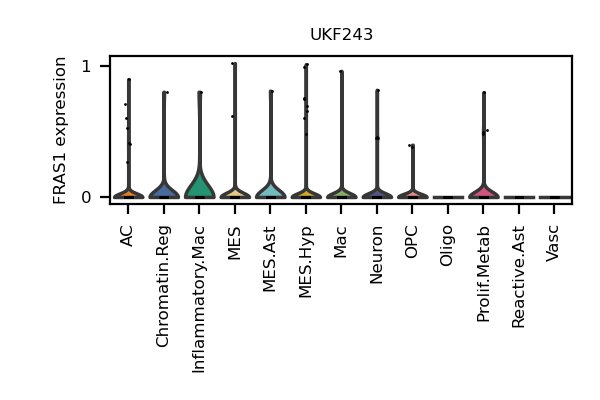 UKF243
FRAS1 expression
1
0
AC
Chromatin.Reg
Inflammatory.Mac
MES
MES.Ast
MES.Hyp
Mac
Neuron
OPC
Oligo
Prolif.Metab
Reactive.Ast
Vasc